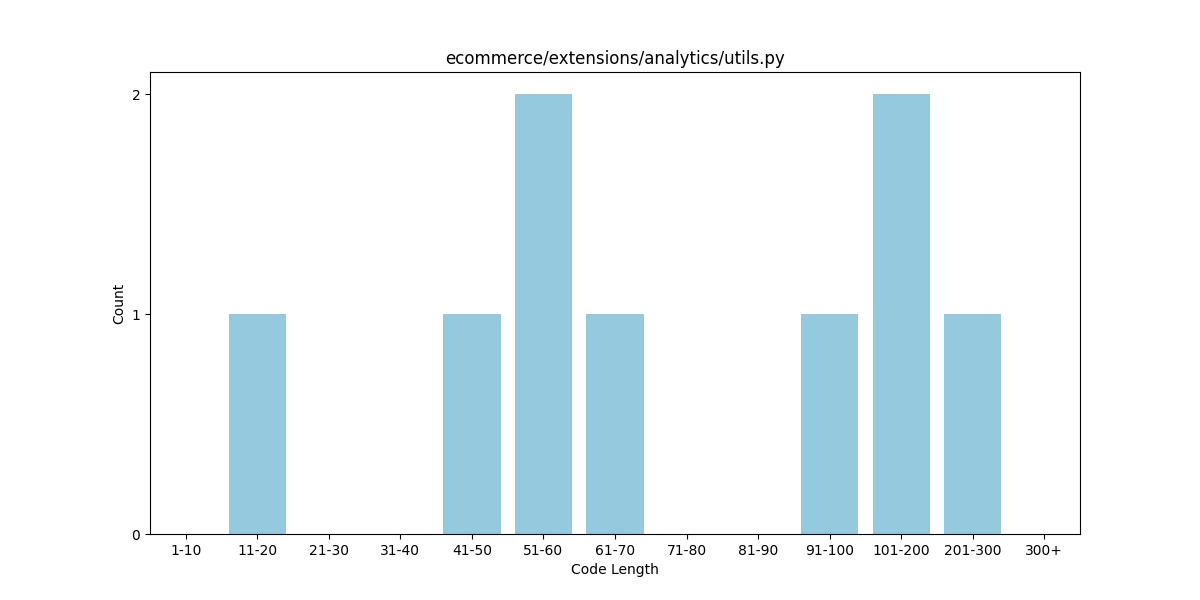 ecommerce/extensions/analytics/utils.py
Count
2
1
0
1-10 11-20 21-30 31-40 41-50 51-60 61-70 71-80 81-90 91-100 101-200 201-300 300+
Code Length